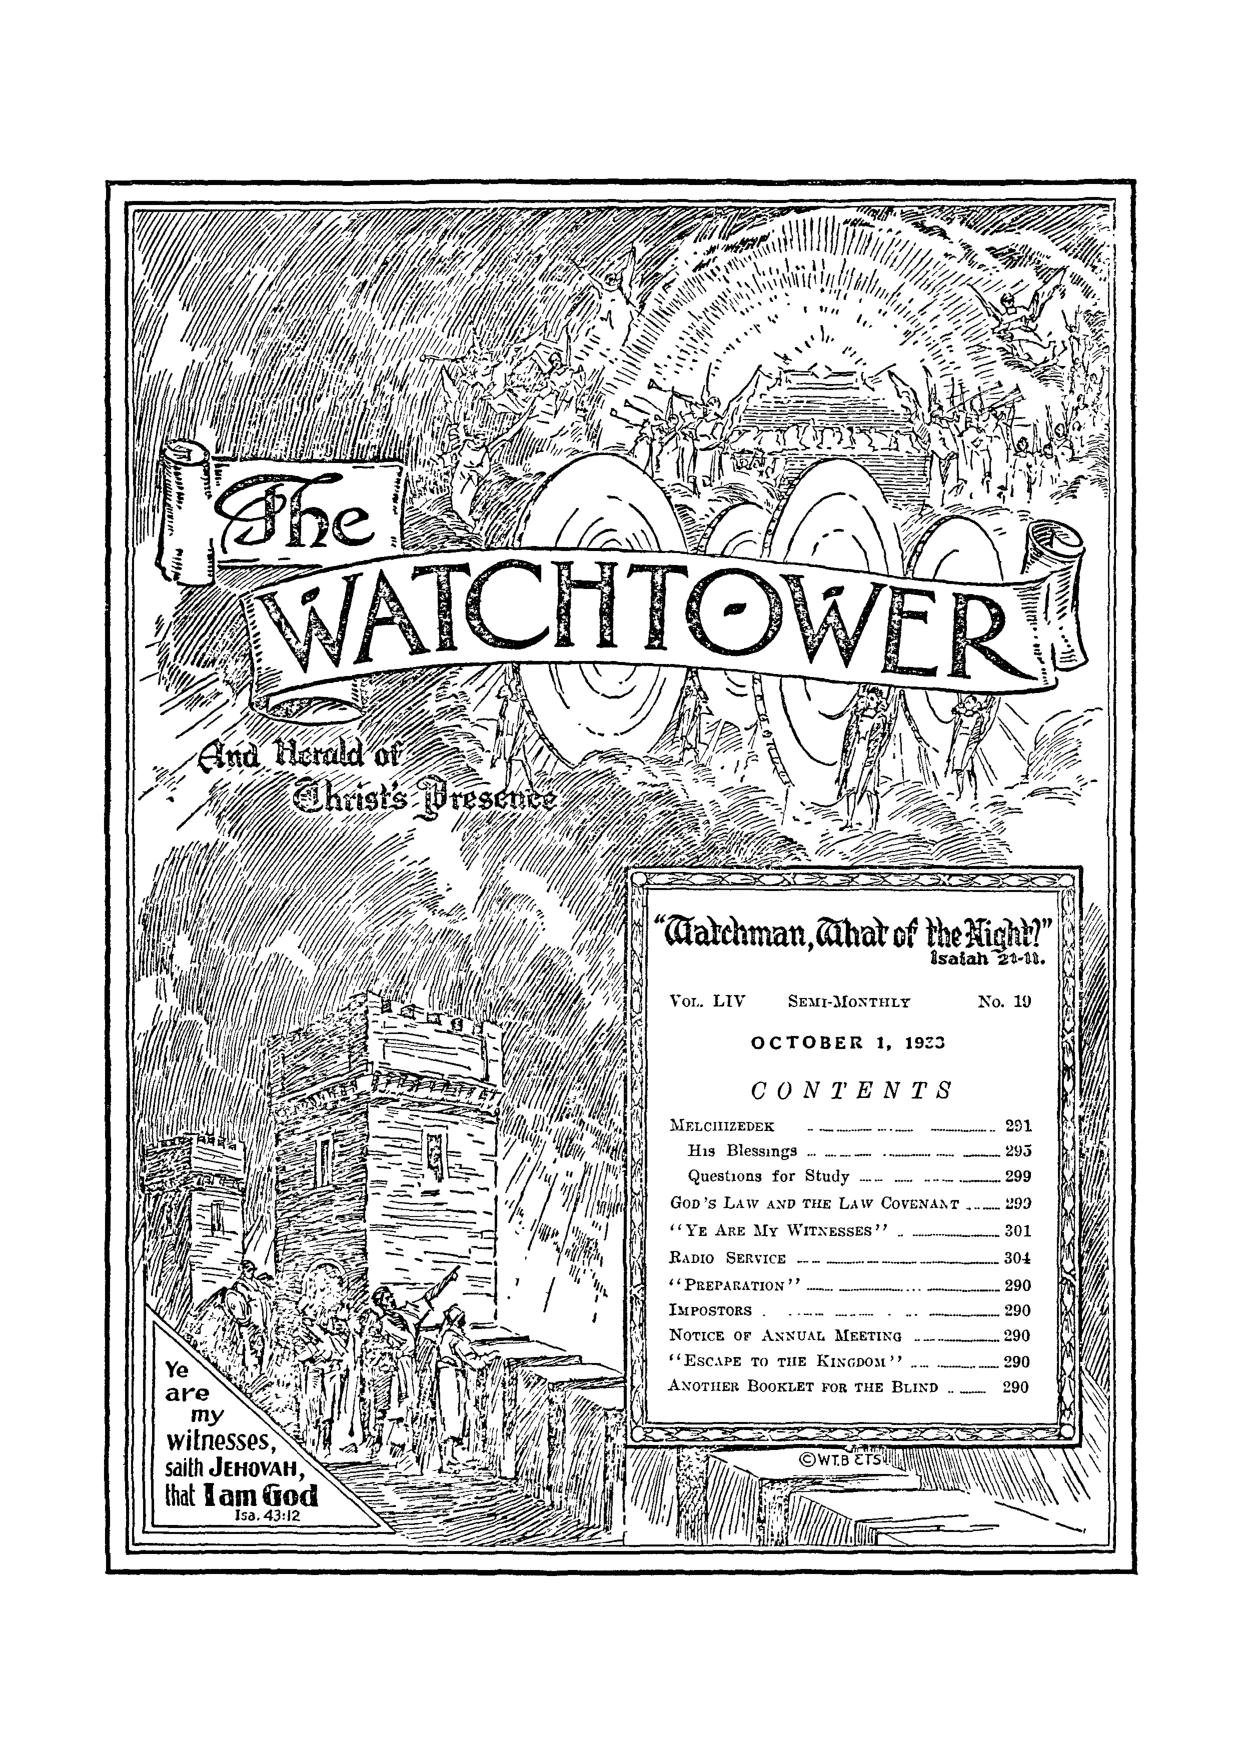 The
WATCHTOWER
And Herald of
Christ's Presence
"Watchman, What of the Night?"
Isaiah 21-11.
VOL. LIV SEMI-MONTHLY No. 19
OCTOBER 1, 1933
CONTENTS
MELCHIZEDEK 291
His Blessings 295
Questions for Study 299
GOD'S LAW AND THE LAW COVENANT 299
"YE ARE MY WITNESSES" 301
RADIO SERVICE 304
"PREPARATION" 290
IMPOSTORS 290
NOTICE OF ANNUAL MEETING 290
"ESCAPE TO THE KINGDOM" 290
ANOTHER BOOKLET FOR THE BLIND 290
Ye
are
my
witnesses,
saith JEHOVAH,
that I am God
Isa. 43:12
©W.T.B. & T.S.